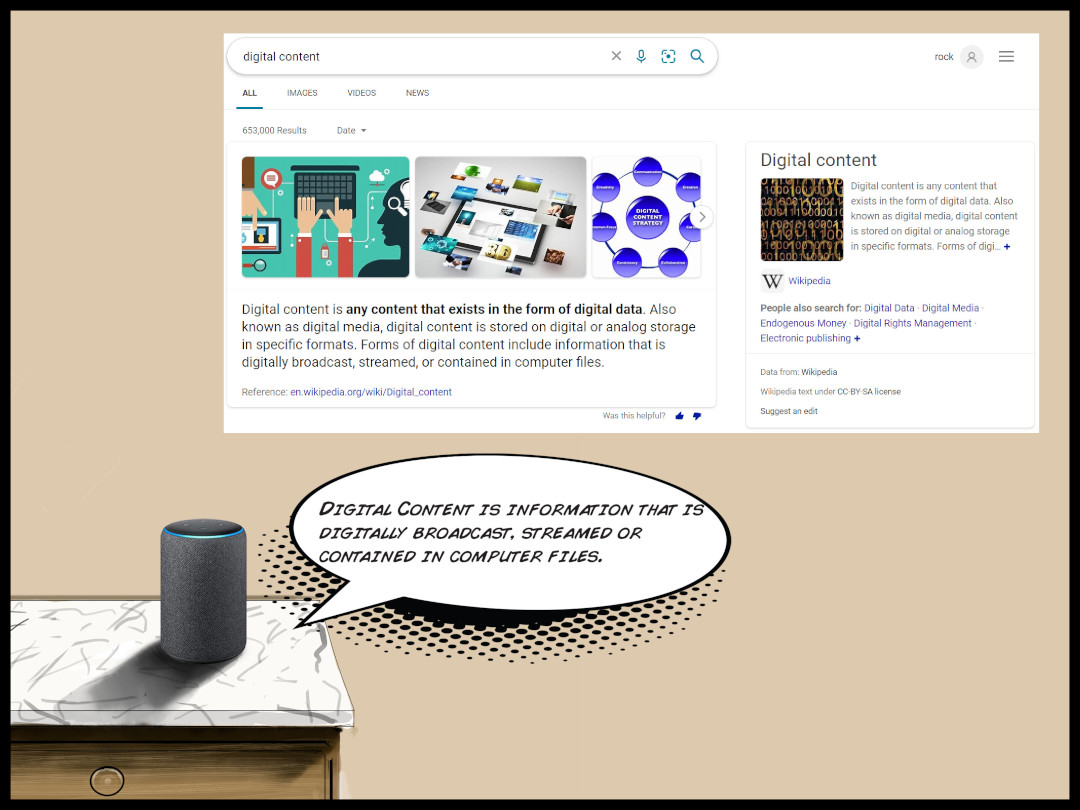 digital content
rock
ALL IMAGES VIDEOS NEWS
653,000 Results Date
DIGITAL
CONTENT
STRATEGY
Digital content is any content that exists in the form of digital data. Also
known as digital media, digital content is stored on digital or analog storage
in specific formats. Forms of digital content include information that is
digitally broadcast, streamed, or contained in computer files.
Reference: en.wikipedia.org/wiki/Digital_content
Was this helpful?
Digital content
Digital content is any content that
exists in the form of digital data. Also
known as digital media, digital content
is stored on digital or analog storage
in specific formats. Forms of digi... +
W Wikipedia
People also search for: Digital Data · Digital Media ·
Endogenous Money · Digital Rights Management ·
Electronic publishing +
Data from: Wikipedia
Wikipedia text under CC-BY-SA license
Suggest an edit
DIGITAL CONTENT IS INFORMATION THAT IS
DIGITALLY BROADCAST, STREAMED OR
CONTAINED IN COMPUTER FILES.